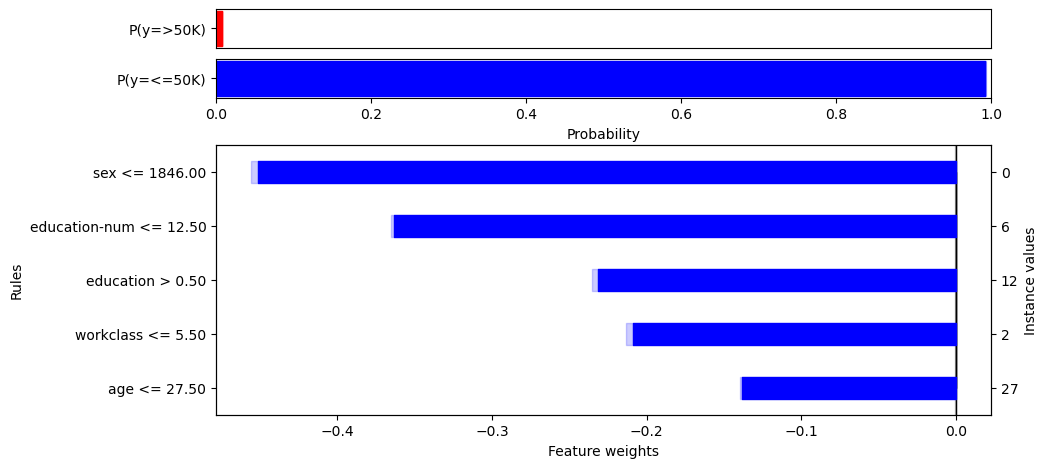 P(y=>50K)
P(y=<=50K)
0.0 0.2 0.4 0.6 0.8 1.0
Probability
sex <= 1846.00 0
education-num <= 12.50 6
education > 0.50 12
workclass <= 5.50 2
age <= 27.50 27
Rules
Instance values
−0.4 −0.3 −0.2 −0.1 0.0
Feature weights